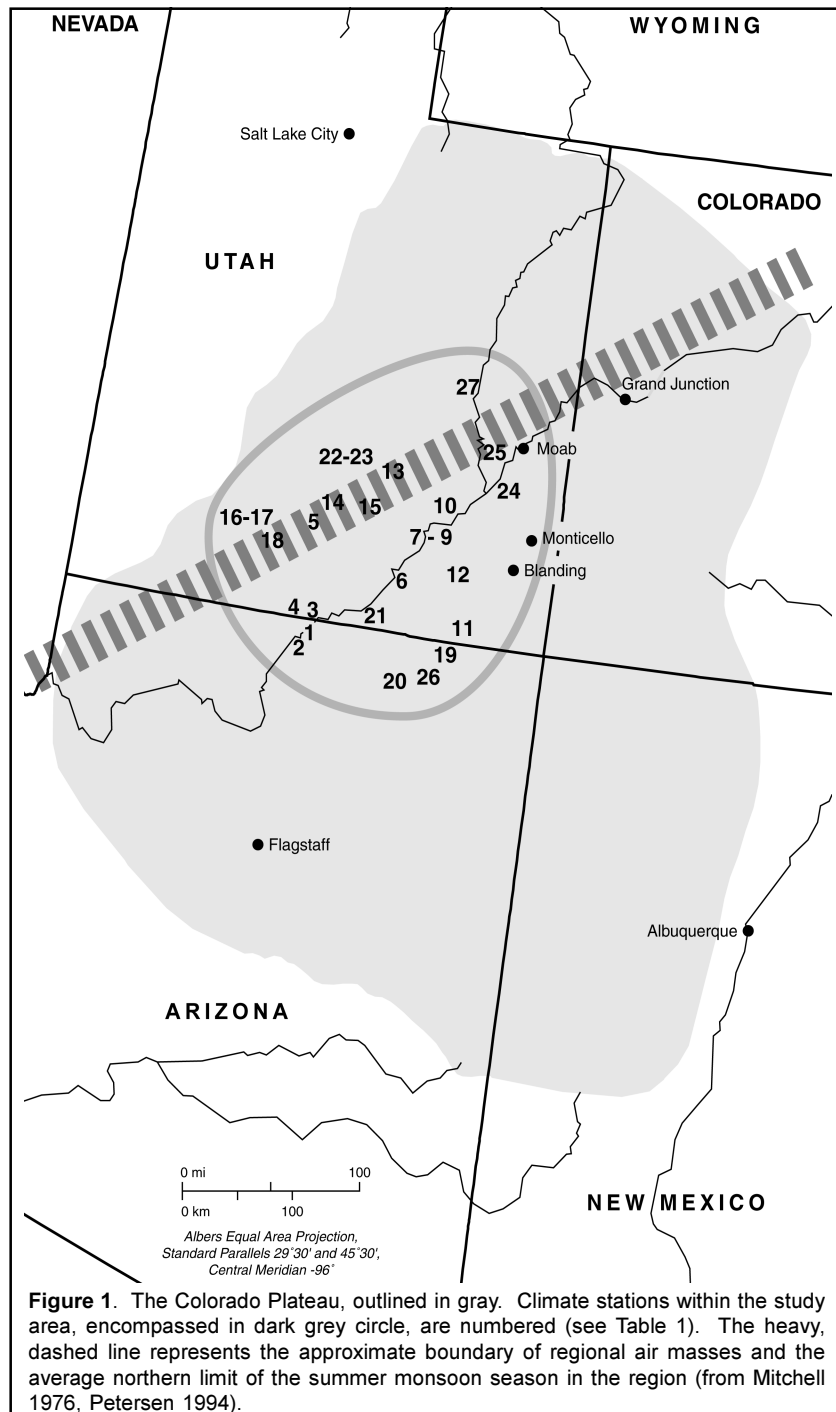 NEVADA
WYOMING
Salt Lake City
COLORADO
UTAH
27
Grand Junction
22-23
13
25
Moab
24
14
15
10
16-17
5
18
7 - 9
Monticello
12
Blanding
6
4
3
21
1
11
2
19
20
26
Flagstaff
Albuquerque
ARIZONA
0 mi 100
0 km 100
NEW MEXICO
Albers Equal Area Projection,
Standard Parallels 29°30' and 45°30',
Central Meridian -96°
Figure 1. The Colorado Plateau, outlined in gray. Climate stations within the study
area, encompassed in dark grey circle, are numbered (see Table 1). The heavy,
dashed line represents the approximate boundary of regional air masses and the
average northern limit of the summer monsoon season in the region (from Mitchell
1976, Petersen 1994).